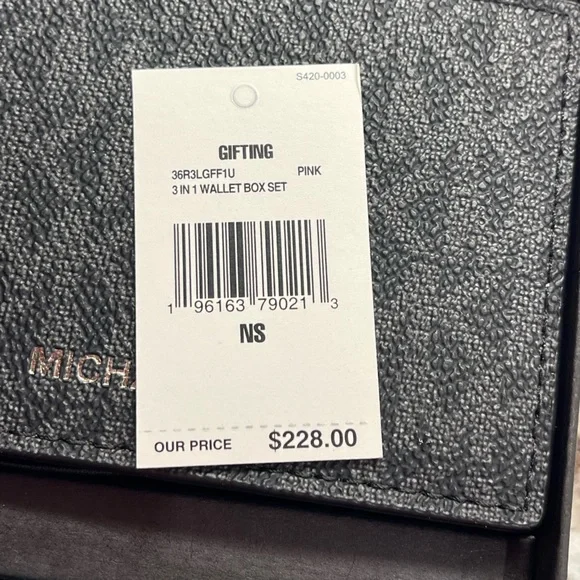 S420-0003
GIFTING
36R3LGFF1U PINK
3 IN 1 WALLET BOX SET
1 96163 79021 3
NS
MICHA
OUR PRICE $228.00